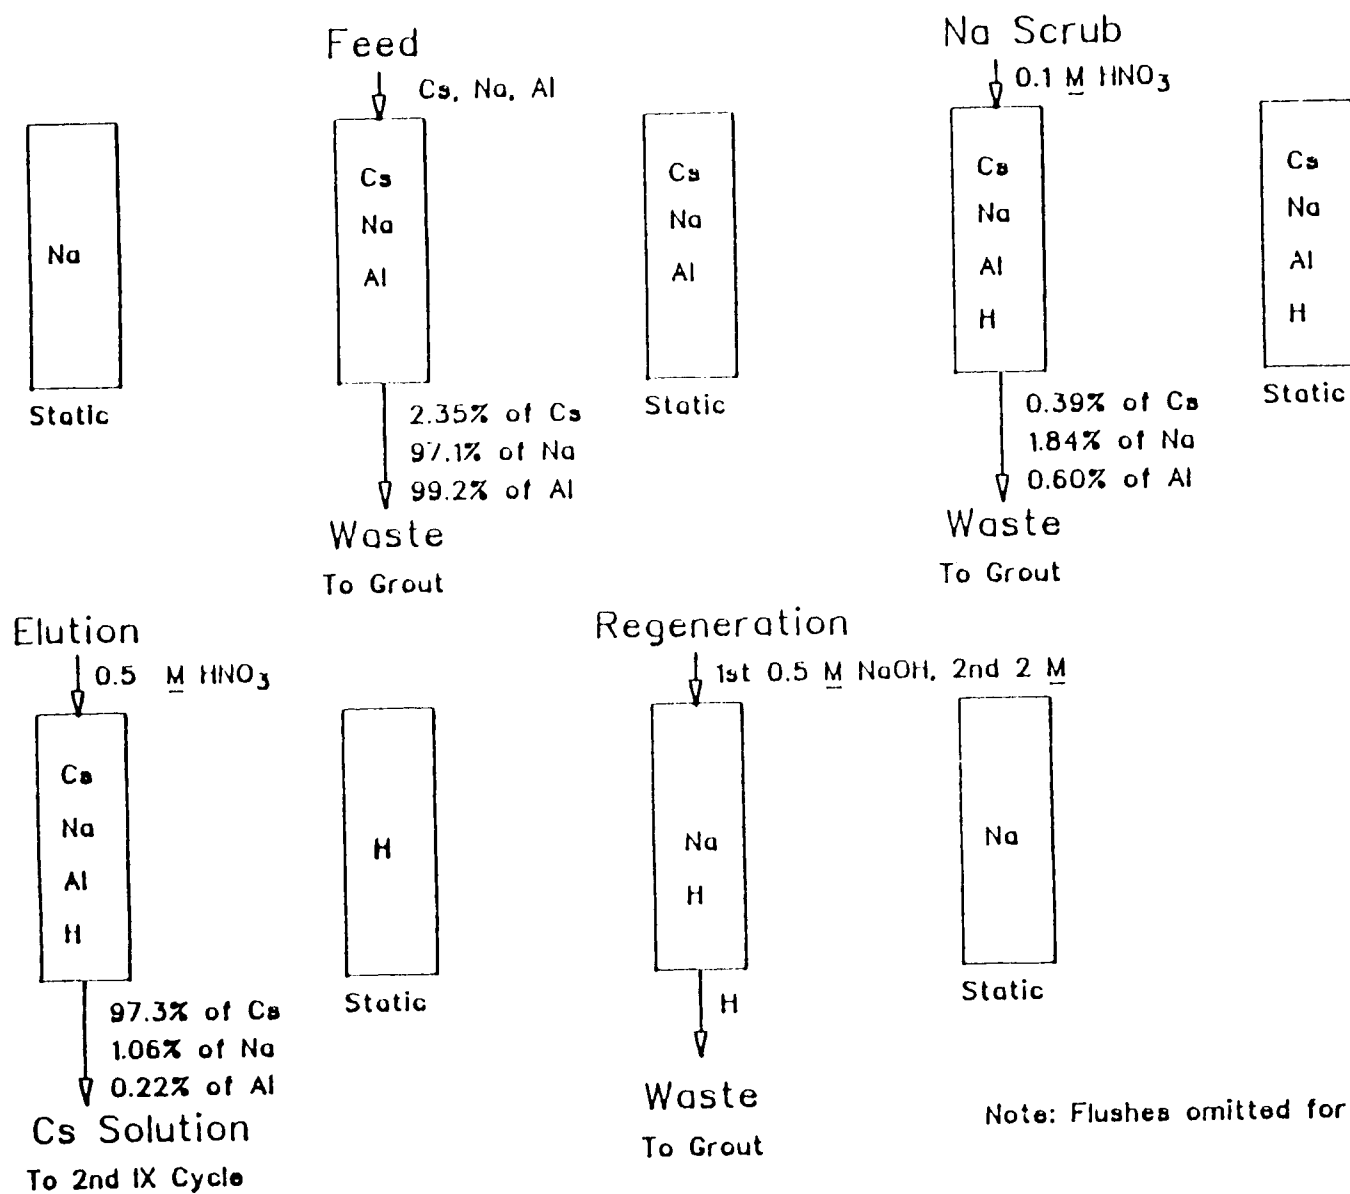 Feed
Cs, Na, Al
Na Scrub
0.1 M HNO3
Na
Static
Cs
Na
Al
2.35% of Cs
97.1% of Na
99.2% of Al
Waste
To Grout
Cs
Na
Al
Static
Cs
Na
Al
H
0.39% of Cs
1.84% of Na
0.60% of Al
Waste
To Grout
Cs
Na
Al
H
Static
Elution
0.5 M HNO3
Cs
Na
Al
H
97.3% of Cs
1.06% of Na
0.22% of Al
Cs Solution
To 2nd IX Cycle
H
Static
Regeneration
1st 0.5 M NaOH, 2nd 2 M
Na
H
H
Waste
To Grout
Na
Static
Note: Flushes omitted for